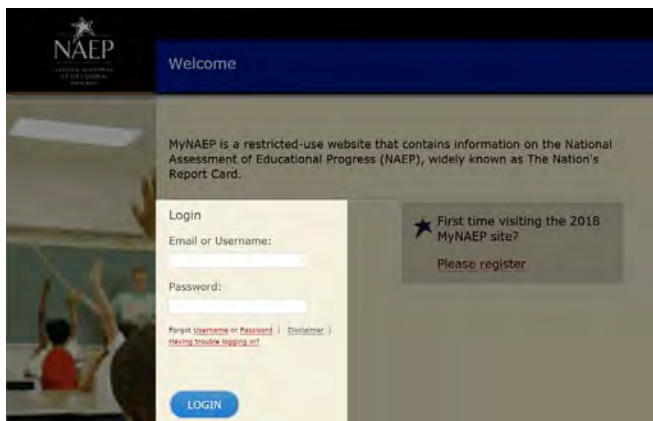 NAEP
Welcome
MyNAEP is a restricted-use website that contains information on the National
Assessment of Educational Progress (NAEP), widely known as The Nation's
Report Card.
Login
Email or Username:
Password:
Forgot Username or Password | Disclaimer |
Having trouble logging in?
LOGIN
First time visiting the 2018
MyNAEP site?
Please register